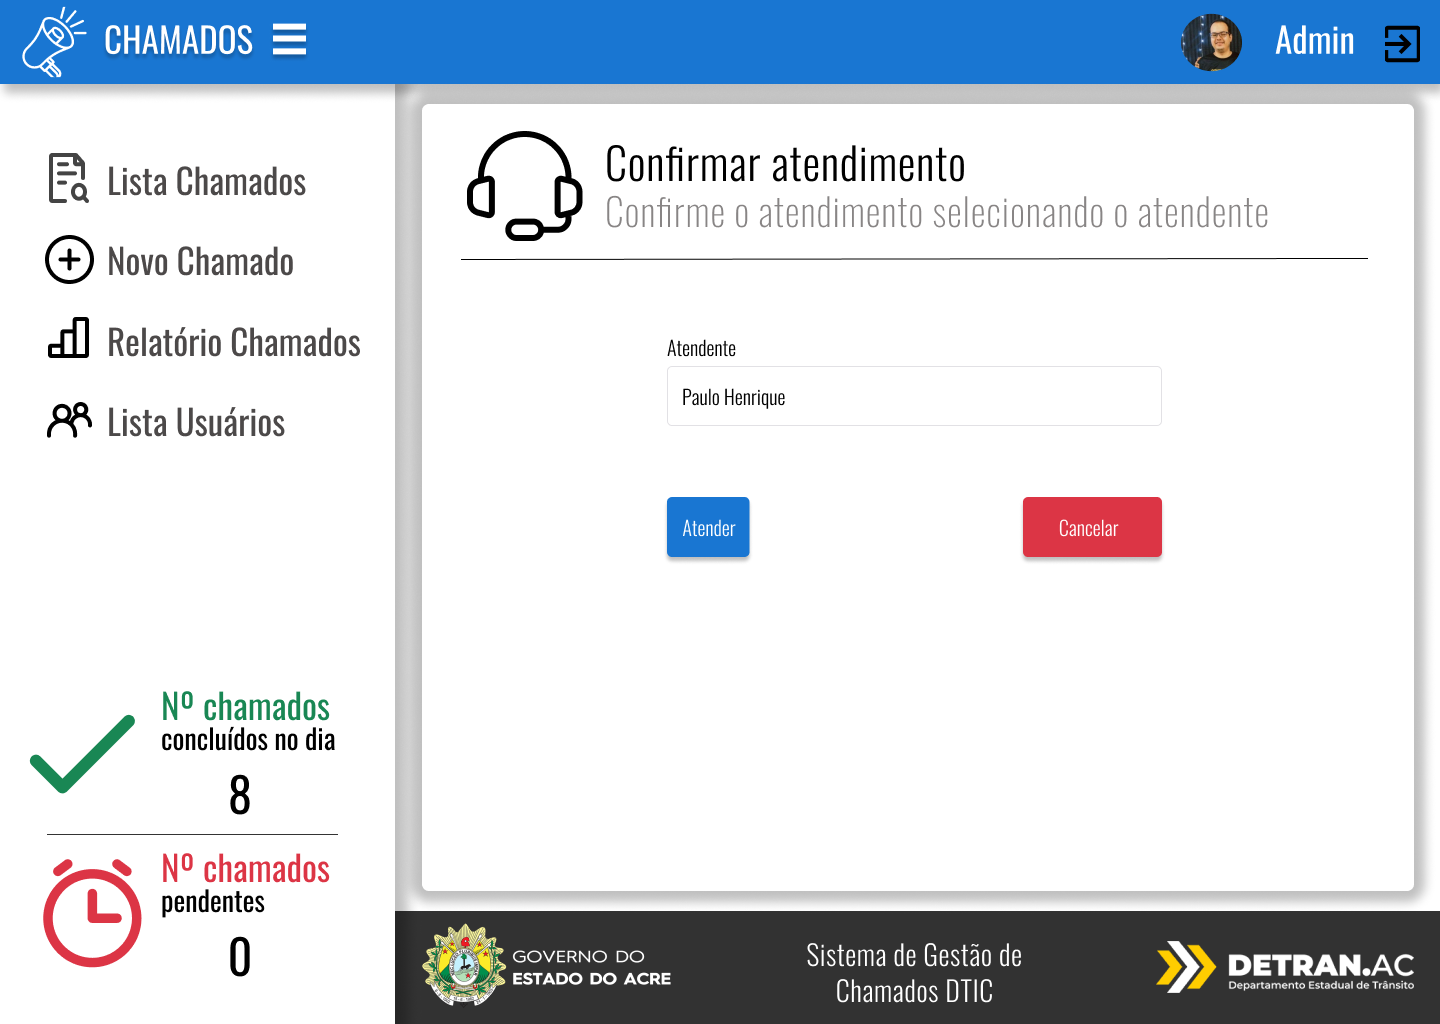 CHAMADOS
Admin
Lista Chamados
Novo Chamado
Relatório Chamados
Lista Usuários
Nº chamados
concluídos no dia
8
Nº chamados
pendentes
0
Confirmar atendimento
Confirme o atendimento selecionando o atendente
Atendente
Paulo Henrique
Atender
Cancelar
GOVERNO DO
ESTADO DO ACRE
Sistema de Gestão de
Chamados DTIC
DETRAN.AC
Departamento Estadual de Trânsito